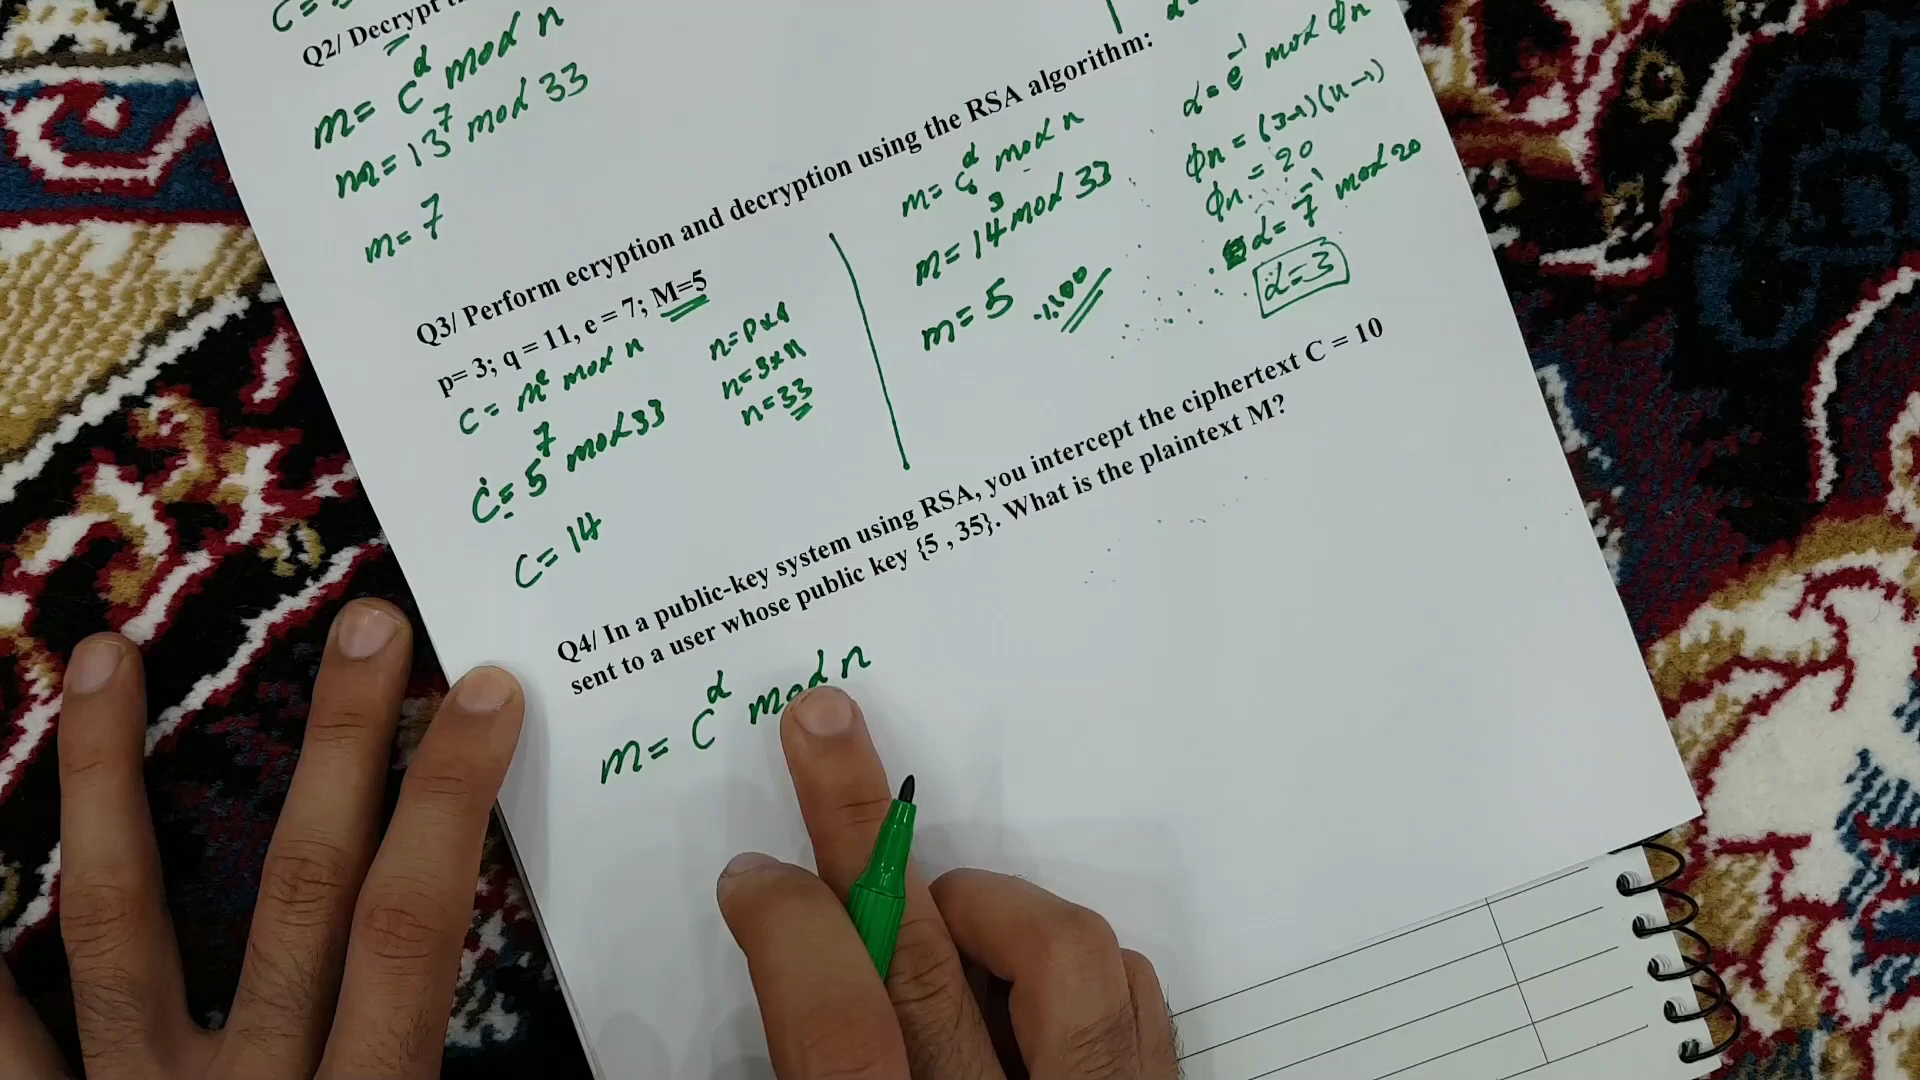 C =
Q2/ Decrypt
m = C^d mod n
m = 13^7 mod 33
m = 7
Q3/ Perform ecryption and decryption using the RSA algorithm:
p= 3; q = 11, e = 7; M=5
C = m^e mod n
C = 5^7 mod 33
C = 14
n = p x q
n = 3 x 11
n = 33
m = C^d mod n
m = 14^3 mod 33
m = 5
%100
d = e^-1 mod ϕn
ϕn = (3-1)(11-1)
ϕn = 20
d = 7^-1 mod 20
d = 3
Q4/ In a public-key system using RSA, you intercept the ciphertext C = 10
sent to a user whose public key {5 , 35}. What is the plaintext M?
m = C^d mod n